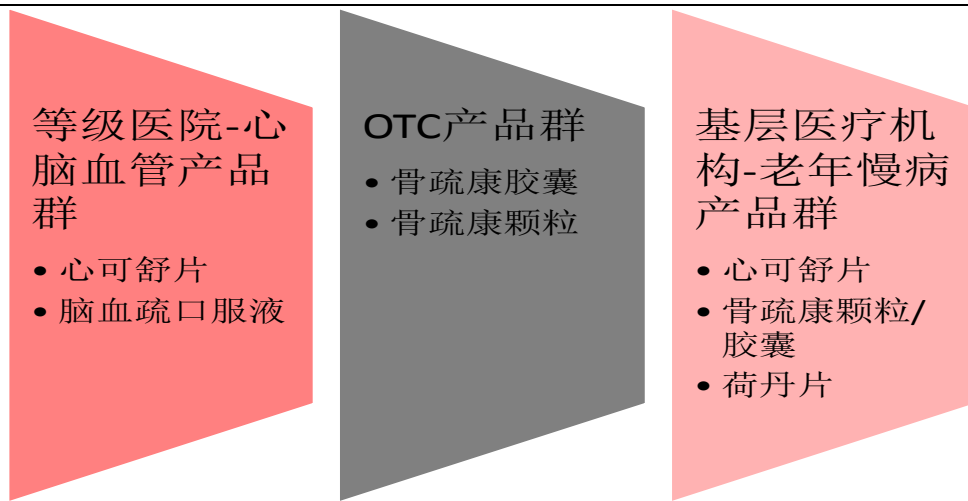 等级医院-心
脑血管产品
群
• 心可舒片
• 脑血疏口服液
OTC产品群
• 骨疏康胶囊
• 骨疏康颗粒
基层医疗机
构-老年慢病
产品群
• 心可舒片
• 骨疏康颗粒/
胶囊
• 荷丹片